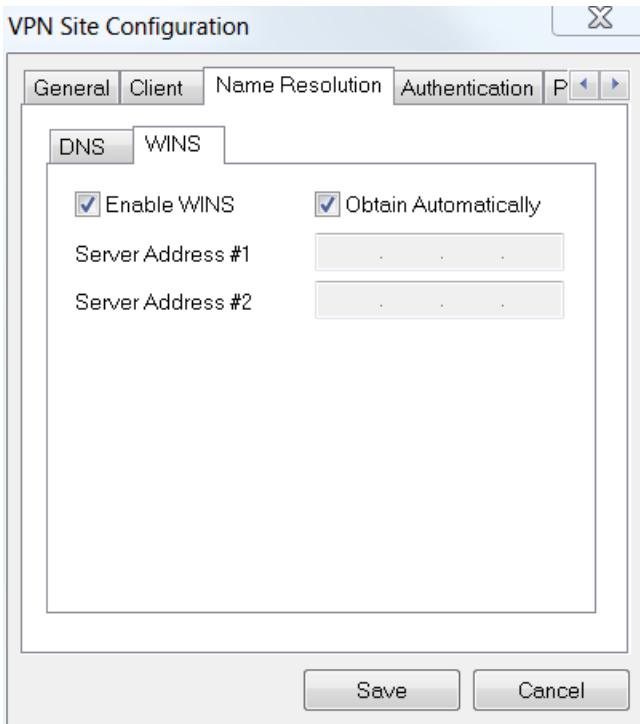 VPN Site Configuration
General Client Name Resolution Authentication P
DNS WINS
Enable WINS Obtain Automatically
Server Address #1 . . .
Server Address #2 . . .
Save Cancel